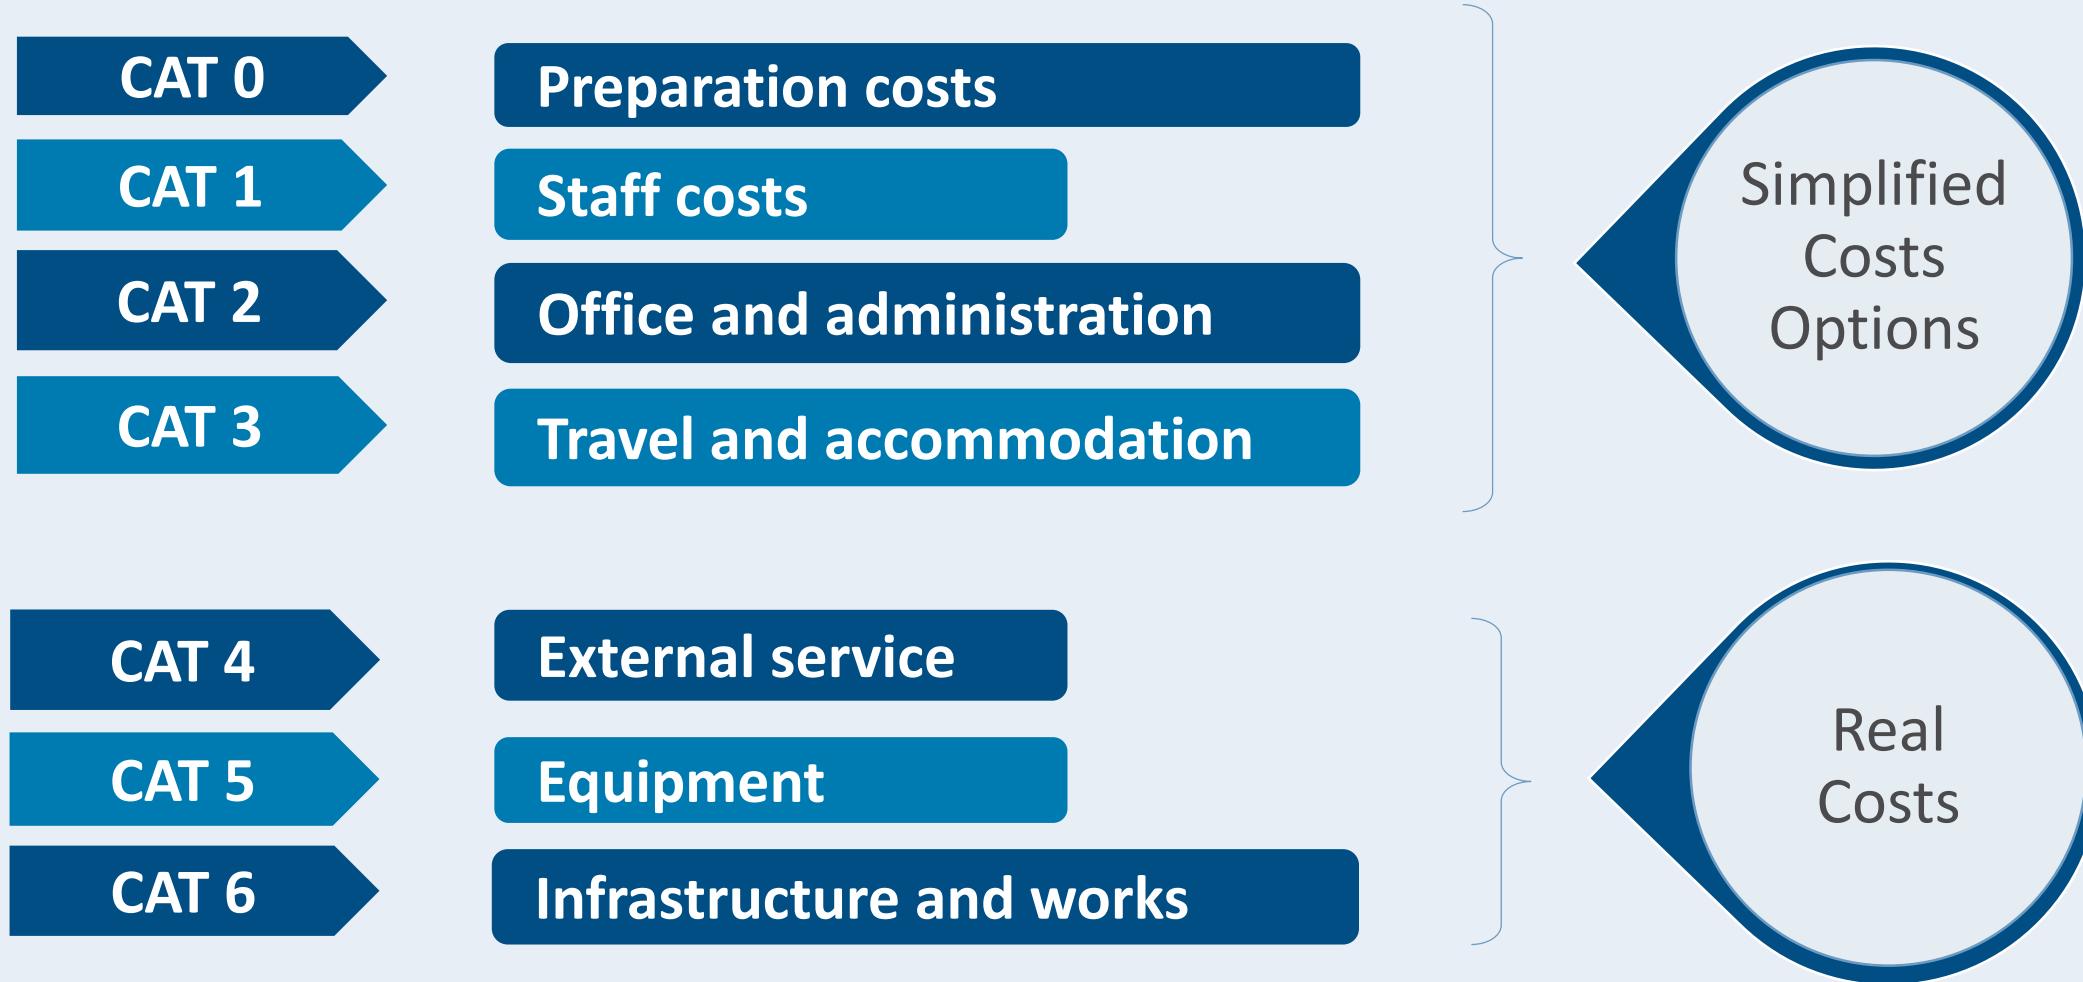 CAT 0
Preparation costs
CAT 1
Staff costs
CAT 2
Office and administration
CAT 3
Travel and accommodation
Simplified
Costs
Options
CAT 4
External service
CAT 5
Equipment
CAT 6
Infrastructure and works
Real
Costs